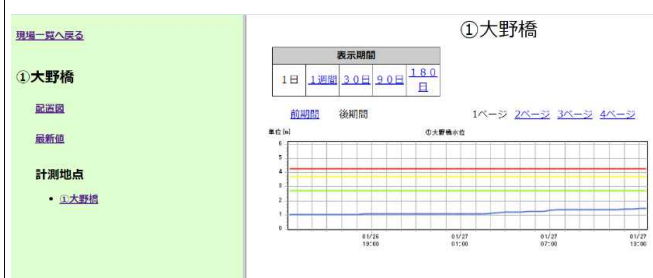 現場一覧へ戻る
①大野橋
配置図
最新値
計測地点
①大野橋
①大野橋
表示期間
1日 1週間 30日 90日 180日
前期間 後期間 1ページ 2ページ 3ページ 4ページ
単位(m) ①大野橋水位
6
5
4
3
2
1
0
01/26 01/27 01/27 01/27
19:00 01:00 07:00 13:00